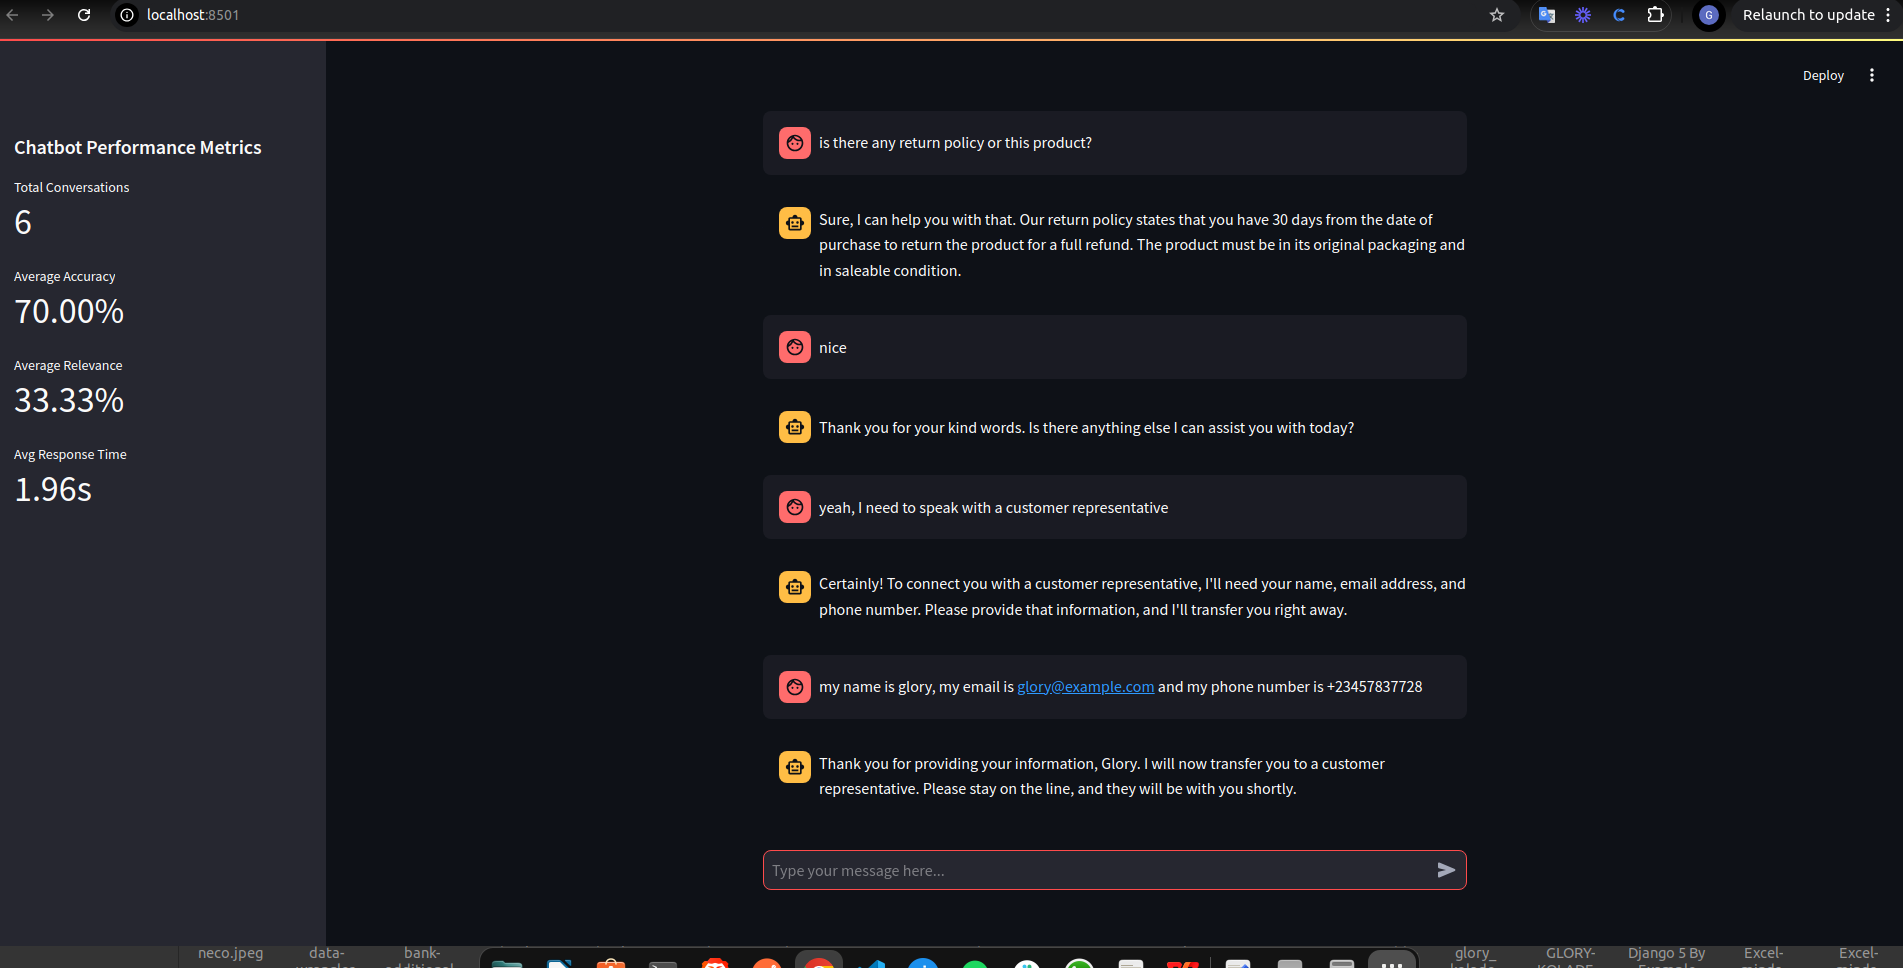 localhost:8501
G
Relaunch to update
Deploy
Chatbot Performance Metrics
Total Conversations
6
Average Accuracy
70.00%
Average Relevance
33.33%
Avg Response Time
1.96s
is there any return policy or this product?
Sure, I can help you with that. Our return policy states that you have 30 days from the date of
purchase to return the product for a full refund. The product must be in its original packaging and
in saleable condition.
nice
Thank you for your kind words. Is there anything else I can assist you with today?
yeah, I need to speak with a customer representative
Certainly! To connect you with a customer representative, I'll need your name, email address, and
phone number. Please provide that information, and I'll transfer you right away.
my name is glory, my email is glory@example.com and my phone number is +23457837728
Thank you for providing your information, Glory. I will now transfer you to a customer
representative. Please stay on the line, and they will be with you shortly.
Type your message here...
neco.jpeg
data-
bank-
glory_
GLORY-
Django 5 By
Excel-
Excel-